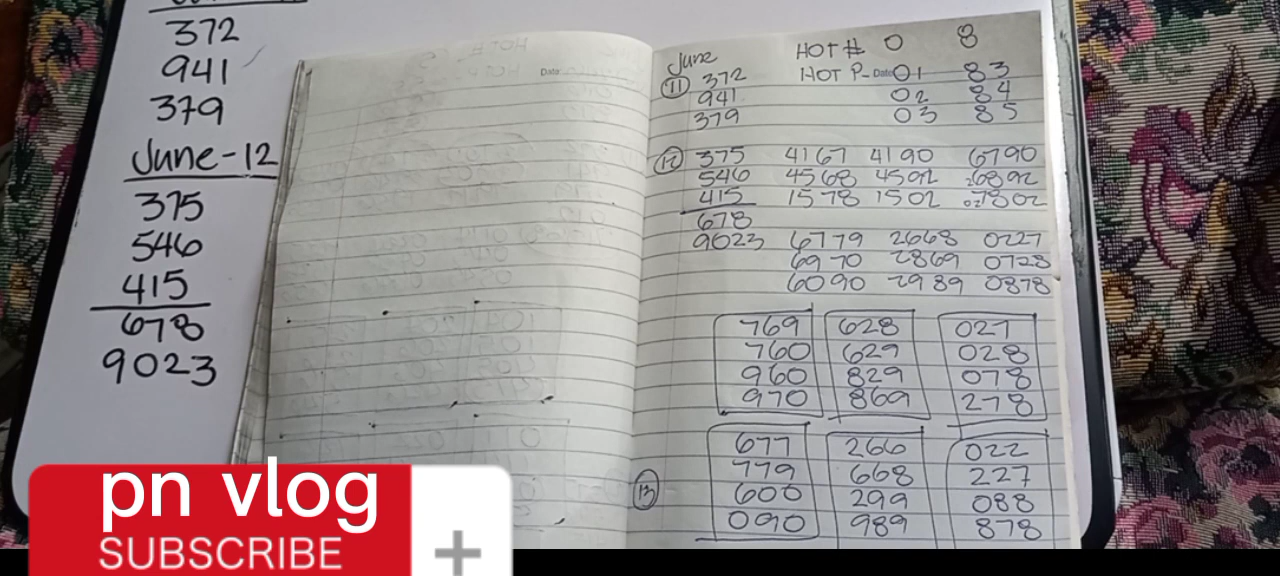 372
941
379
June-12
375
546
415
678
9023
June HOT # 0 8
11 372 HOT P- Date 01 83
941 02 84
379 03 85
12 375 4167 4190 6790
546 4568 4592 6892
415 1578 1502 7802
678
9023 6779 2668 0227
6970 2869 0728
6090 2989 0878
769 628 027
760 629 028
960 829 078
970 869 278
677 266 022
779 668 227
13 600 299 088
090 989 878
Date
pn vlog
SUBSCRIBE
+